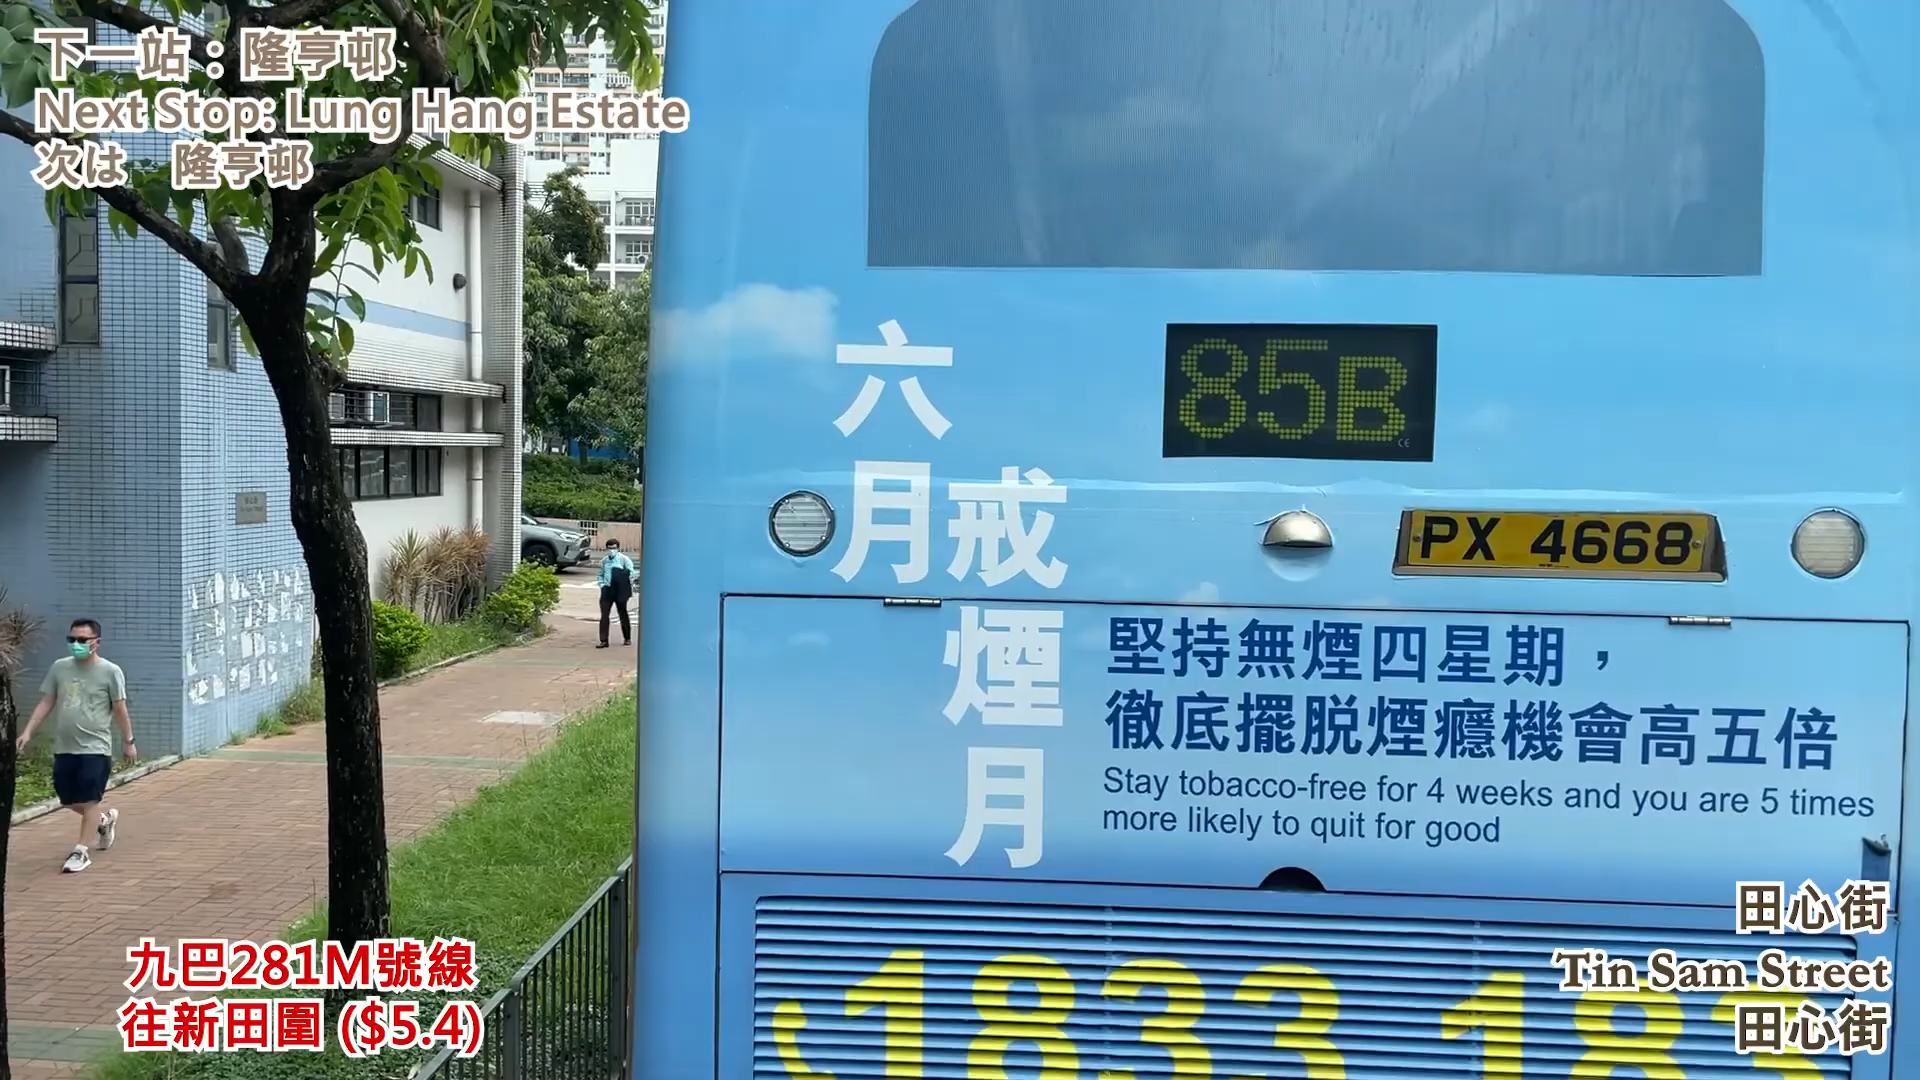 下一站：隆亨邨
Next Stop: Lung Hang Estate
次は　隆亨邨
85B
PX 4668
六月
戒煙月
堅持無煙四星期，
徹底擺脱煙癮機會高五倍
Stay tobacco-free for 4 weeks and you are 5 times
more likely to quit for good
1833 183
九巴281M號線
往新田圍 ($5.4)
田心街
Tin Sam Street
田心街